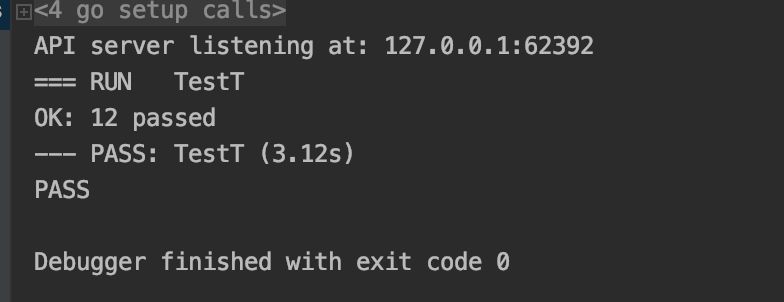 <4 go setup calls>
API server listening at: 127.0.0.1:62392
=== RUN   TestT
OK: 12 passed
--- PASS: TestT (3.12s)
PASS
Debugger finished with exit code 0